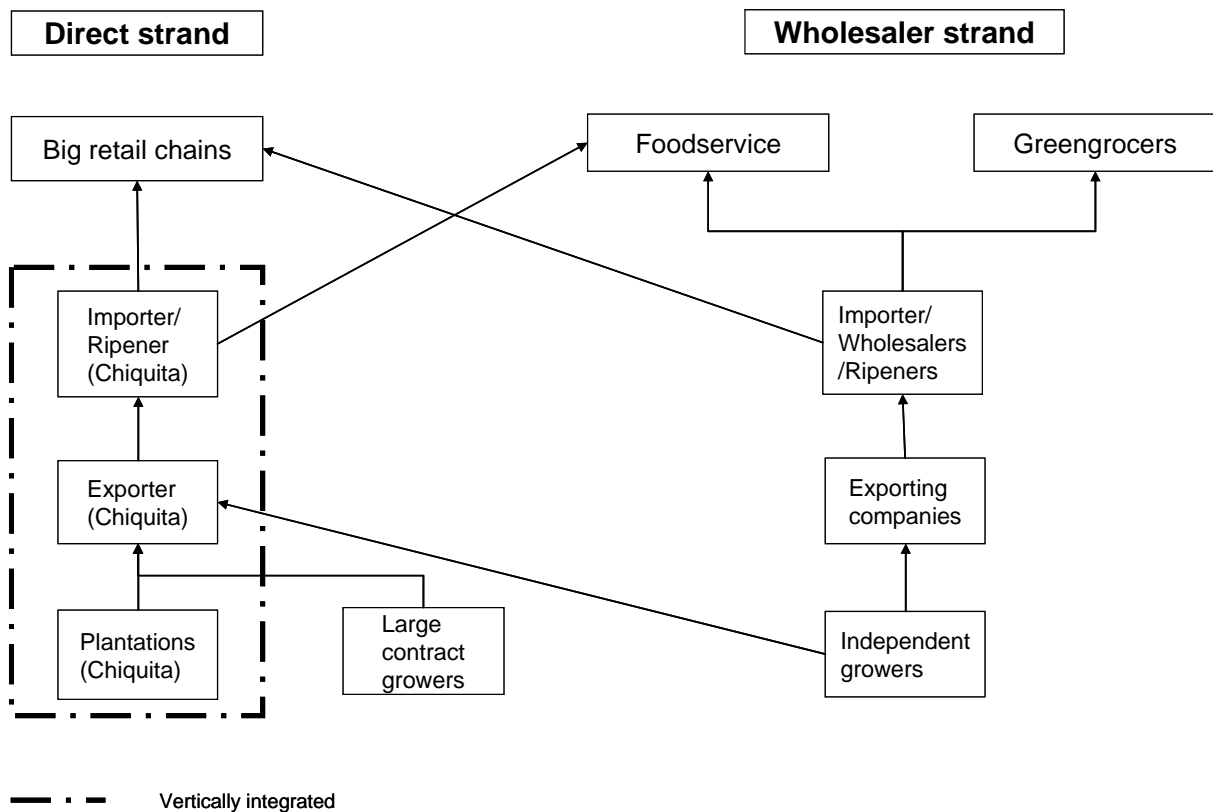 Direct strand
Wholesaler strand
Big retail chains
Foodservice
Greengrocers
Importer/
Ripener
(Chiquita)
Importer/
Wholesalers
/Ripeners
Exporter
(Chiquita)
Exporting
companies
Plantations
(Chiquita)
Large
contract
growers
Independent
growers
Vertically integrated